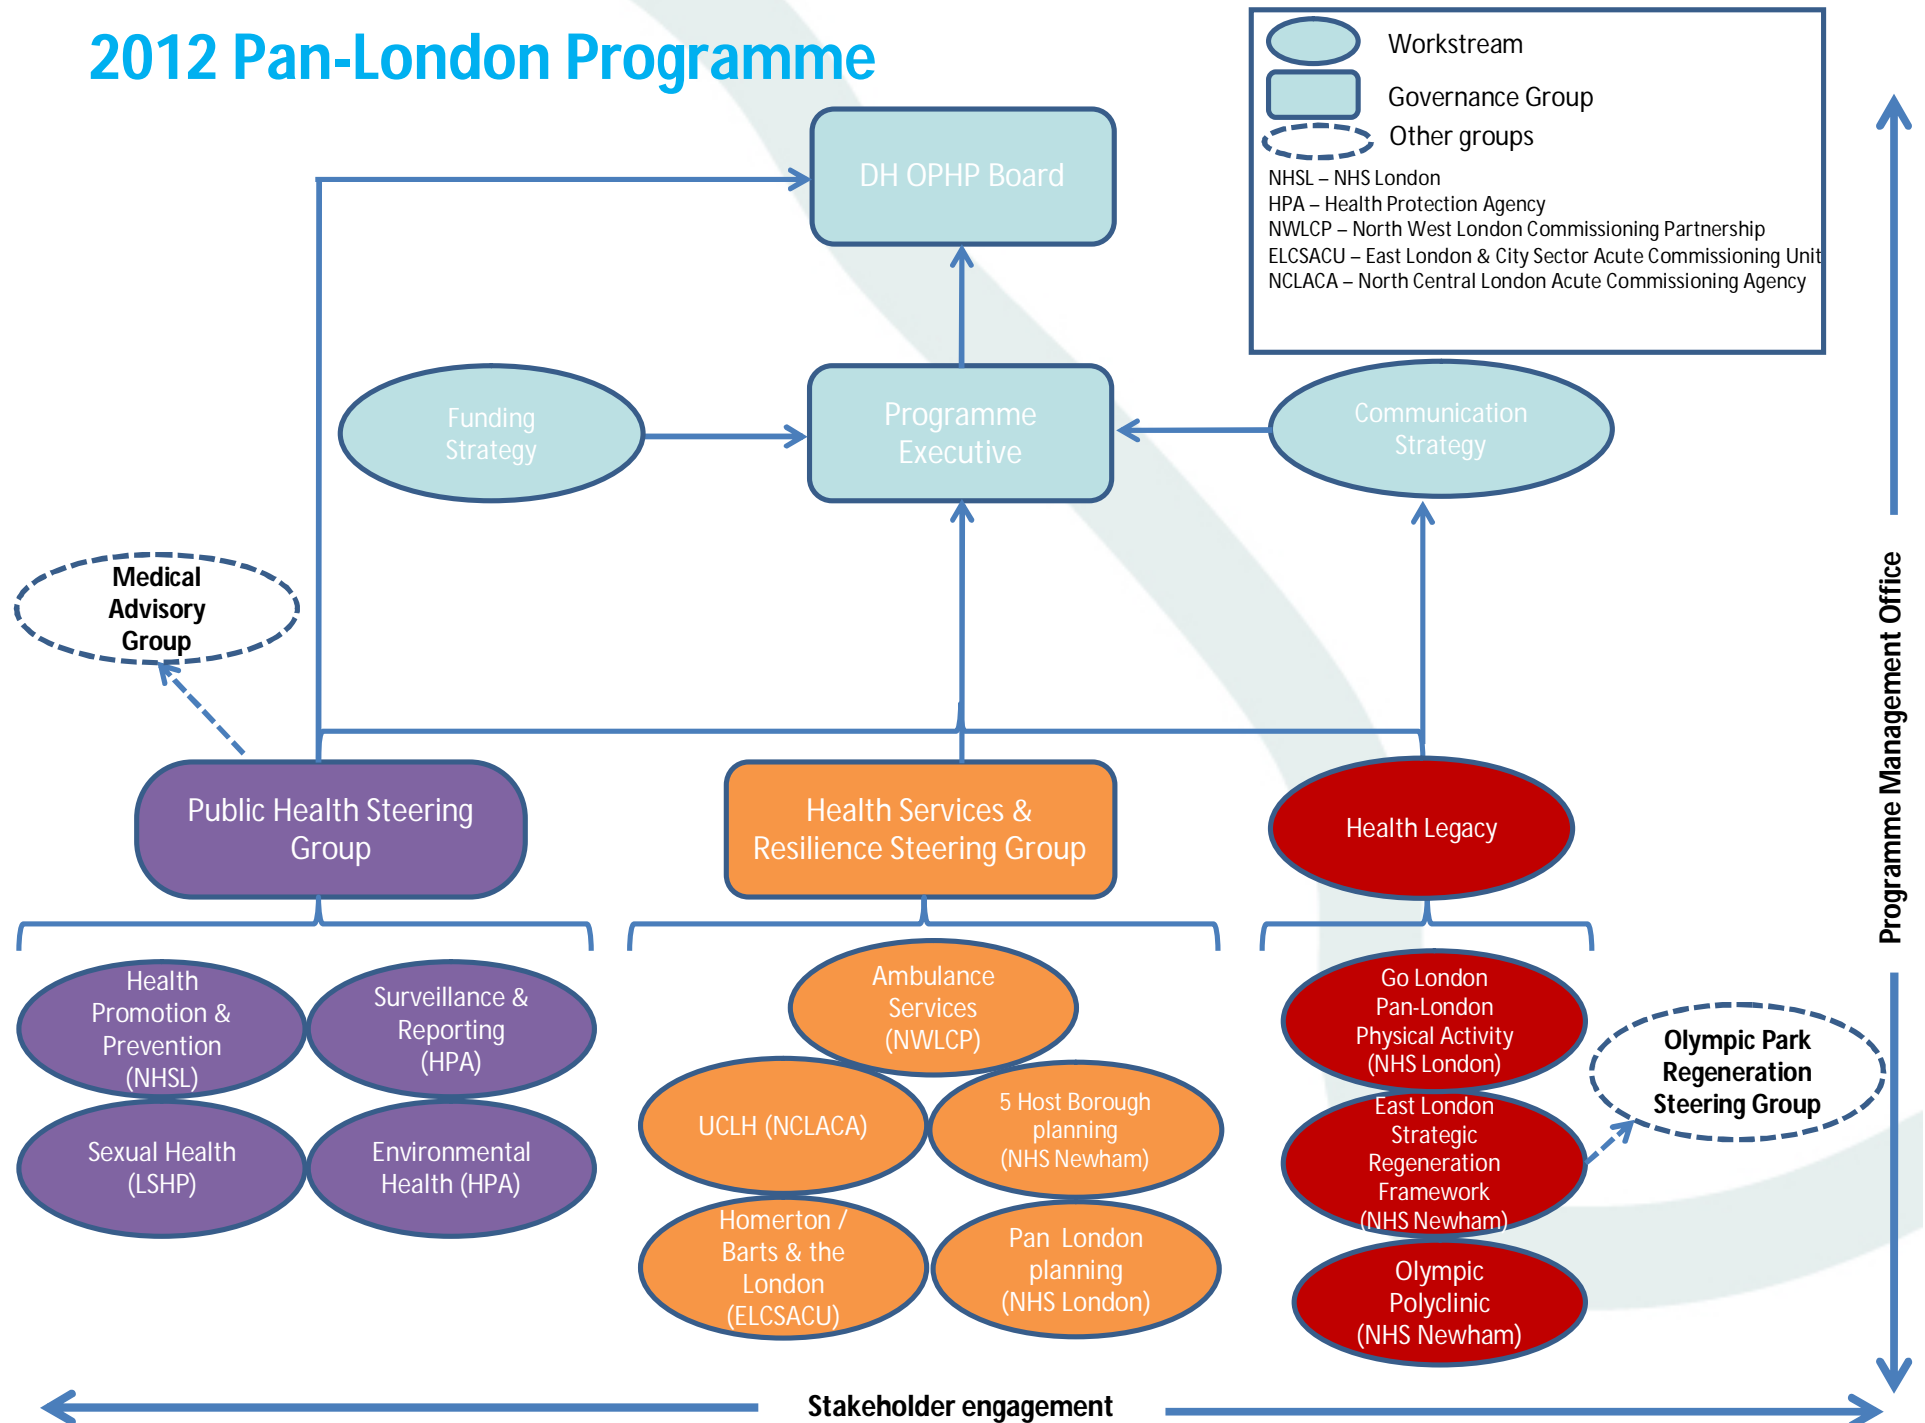 2012 Pan-London Programme
Workstream
Governance Group
Other groups
NHSL – NHS London
HPA – Health Protection Agency
NWLCP – North West London Commissioning Partnership
ELCSACU – East London & City Sector Acute Commissioning Unit
NCLACA – North Central London Acute Commissioning Agency
DH OPHP Board
Funding
Strategy
Programme
Executive
Communication
Strategy
Medical
Advisory
Group
Programme Management Office
Public Health Steering
Group
Health Services &
Resilience Steering Group
Health Legacy
Health
Promotion &
Prevention
(NHSL)
Surveillance &
Reporting
(HPA)
Sexual Health
(LSHP)
Environmental
Health (HPA)
Ambulance
Services
(NWLCP)
UCLH (NCLACA)
5 Host Borough
planning
(NHS Newham)
Homerton /
Barts & the
London
(ELCSACU)
Pan London
planning
(NHS London)
Go London
Pan-London
Physical Activity
(NHS London)
East London
Strategic
Regeneration
Framework
(NHS Newham)
Olympic
Polyclinic
(NHS Newham)
Olympic Park
Regeneration
Steering Group
Stakeholder engagement